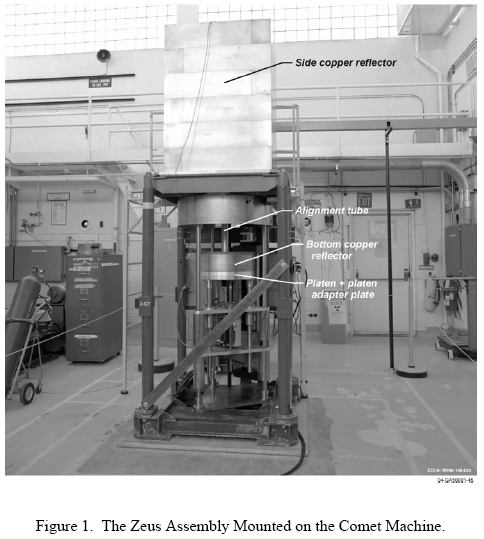 Side copper reflector
Alignment tube
Bottom copper
reflector
Platen + platen
adapter plate
EXIT
Figure 1.  The Zeus Assembly Mounted on the Comet Machine.